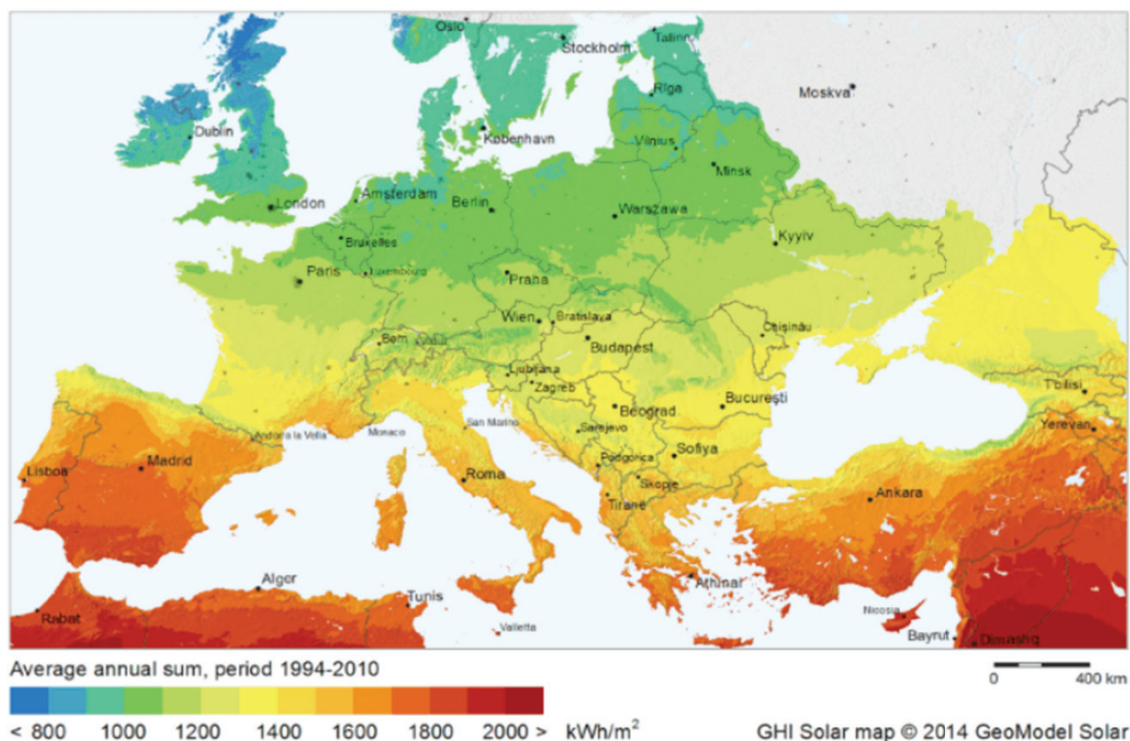 Oslo
Stockholm
Tallinn
Rīga
Moskva
Dublin
København
Vilnius
Minsk
London
Amsterdam
Berlin
Warszawa
Bruxelles
Kyyiv
Paris
Luxembourg
Praha
Wien
Bratislava
Chișinău
Bern
Budapest
Ljubljana
Zagreb
Beograd
București
T'bilisi
San Marino
Sarajevo
Yerevan
Andorra la Vella
Monaco
Sofiya
Lisboa
Madrid
Roma
Podgorica
Skopje
Ankara
Tirane
Alger
Athinai
Tunis
Rabat
Valletta
Nicosia
Bayrut
Dimashq
Average annual sum, period 1994-2010
0 400 km
< 800 1000 1200 1400 1600 1800 2000 > kWh/m²
GHI Solar map © 2014 GeoModel Solar